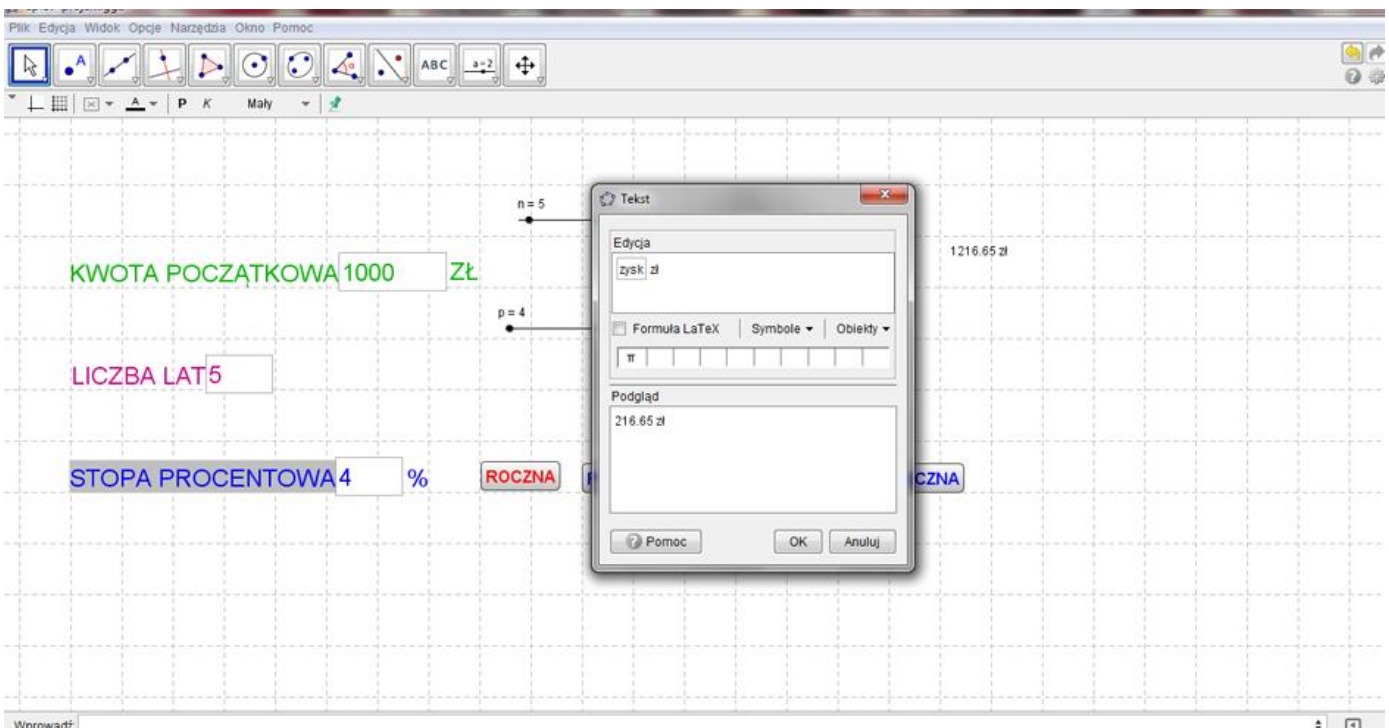 Plik Edycja Widok Opcje Narzędzia Okno Pomoc
A ABC a=2
A P K Mały
n = 5
Tekst
Edycja
1216.65 zł
zysk zł
KWOTA POCZĄTKOWA 1000 ZŁ
p = 4
Formuła LaTeX Symbole Obiekty
π
LICZBA LAT 5
Podgląd
216.65 zł
STOPA PROCENTOWA 4 % ROCZNA CZNA
Pomoc OK Anuluj
Wprowadź: